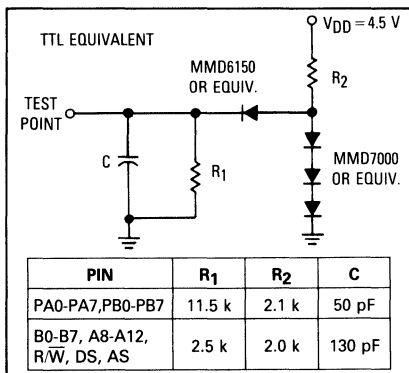 TTL EQUIVALENT
V_DD = 4.5 V
MMD6150
OR EQUIV.
R₂
TEST
POINT
C
R₁
MMD7000
OR EQUIV.
PIN R₁ R₂ C
PA0-PA7,PB0-PB7 11.5 k 2.1 k 50 pF
B0-B7, A8-A12,
R/W̅, DS, AS 2.5 k 2.0 k 130 pF